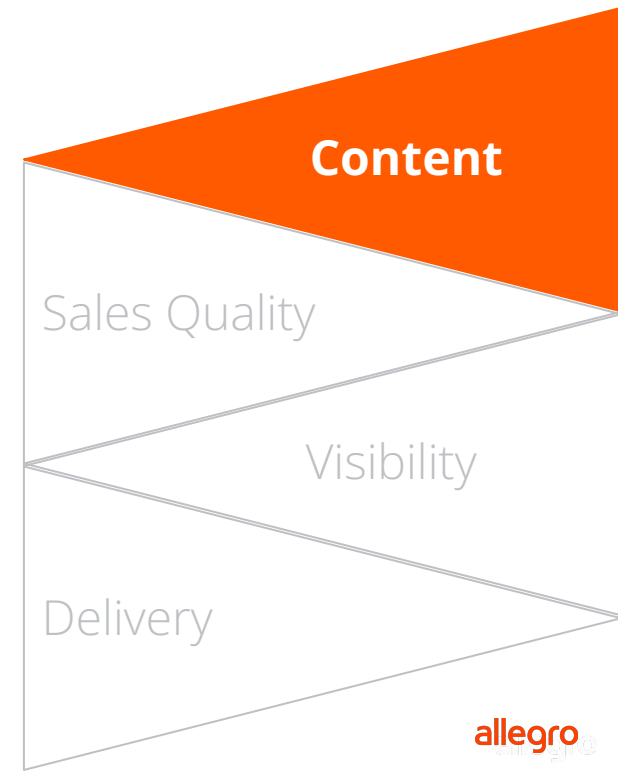 Content
Sales Quality
Visibility
Delivery
allegro